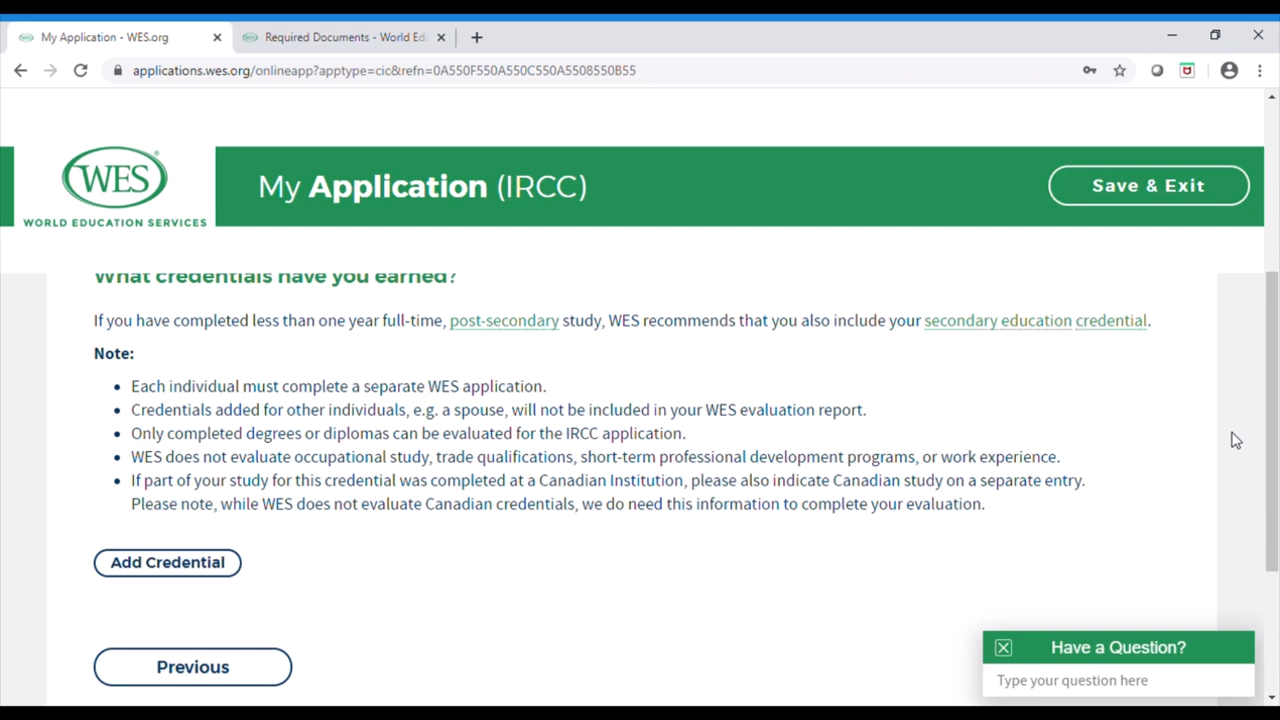 My Application - WES.org
Required Documents - World Edu
applications.wes.org/onlineapp?apptype=cic&refn=0A550F550A550C550A5508550B55
WES
WORLD EDUCATION SERVICES
My Application (IRCC)
Save & Exit
What credentials have you earned?
If you have completed less than one year full-time, post-secondary study, WES recommends that you also include your secondary education credential.
Note:
• Each individual must complete a separate WES application.
• Credentials added for other individuals, e.g. a spouse, will not be included in your WES evaluation report.
• Only completed degrees or diplomas can be evaluated for the IRCC application.
• WES does not evaluate occupational study, trade qualifications, short-term professional development programs, or work experience.
• If part of your study for this credential was completed at a Canadian Institution, please also indicate Canadian study on a separate entry.
Please note, while WES does not evaluate Canadian credentials, we do need this information to complete your evaluation.
Add Credential
Previous
Have a Question?
Type your question here